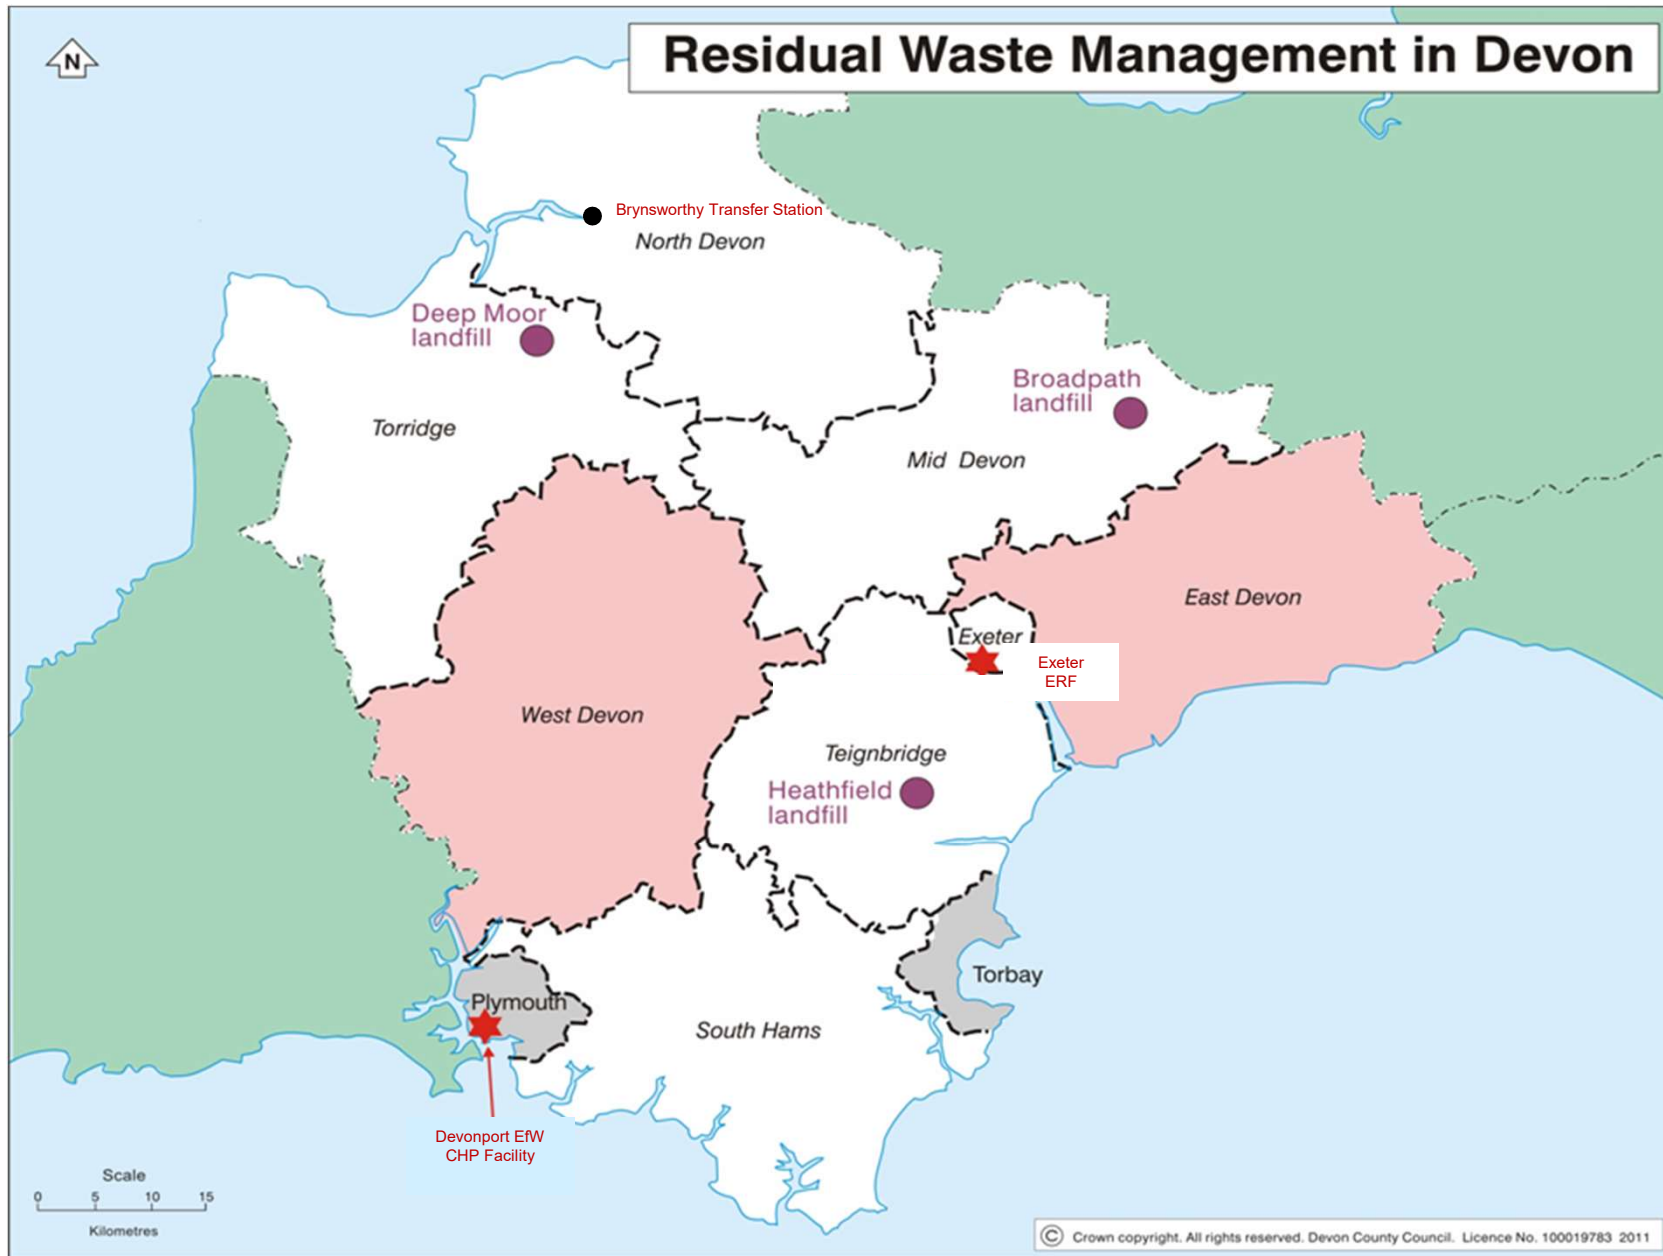 Residual Waste Management in Devon
N
Brynsworthy Transfer Station
North Devon
Deep Moor
landfill
Broadpath
landfill
Torridge
Mid Devon
East Devon
Exeter
Exeter
ERF
West Devon
Teignbridge
Heathfield
landfill
Torbay
Plymouth
South Hams
Devonport EfW
CHP Facility
Scale
0 5 10 15
Kilometres
© Crown copyright. All rights reserved. Devon County Council. Licence No. 100019783 2011